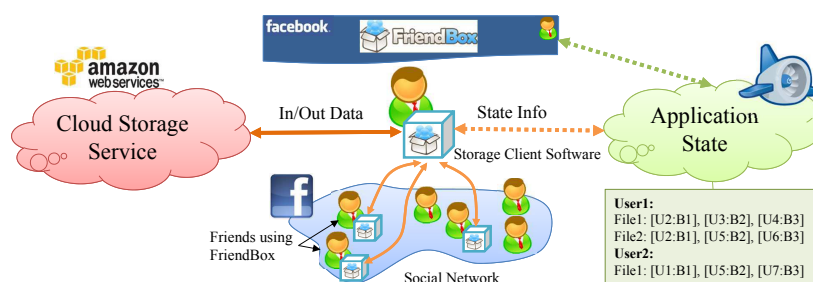 facebook
FriendBox
amazon
webservices™
In/Out Data
State Info
Cloud Storage
Service
Application
State
Storage Client Software
f
Friends using
FriendBox
Social Network
User1:
File1: [U2:B1], [U3:B2], [U4:B3]
File2: [U2:B1], [U5:B2], [U6:B3]
User2:
File1: [U1:B1], [U5:B2], [U7:B3]